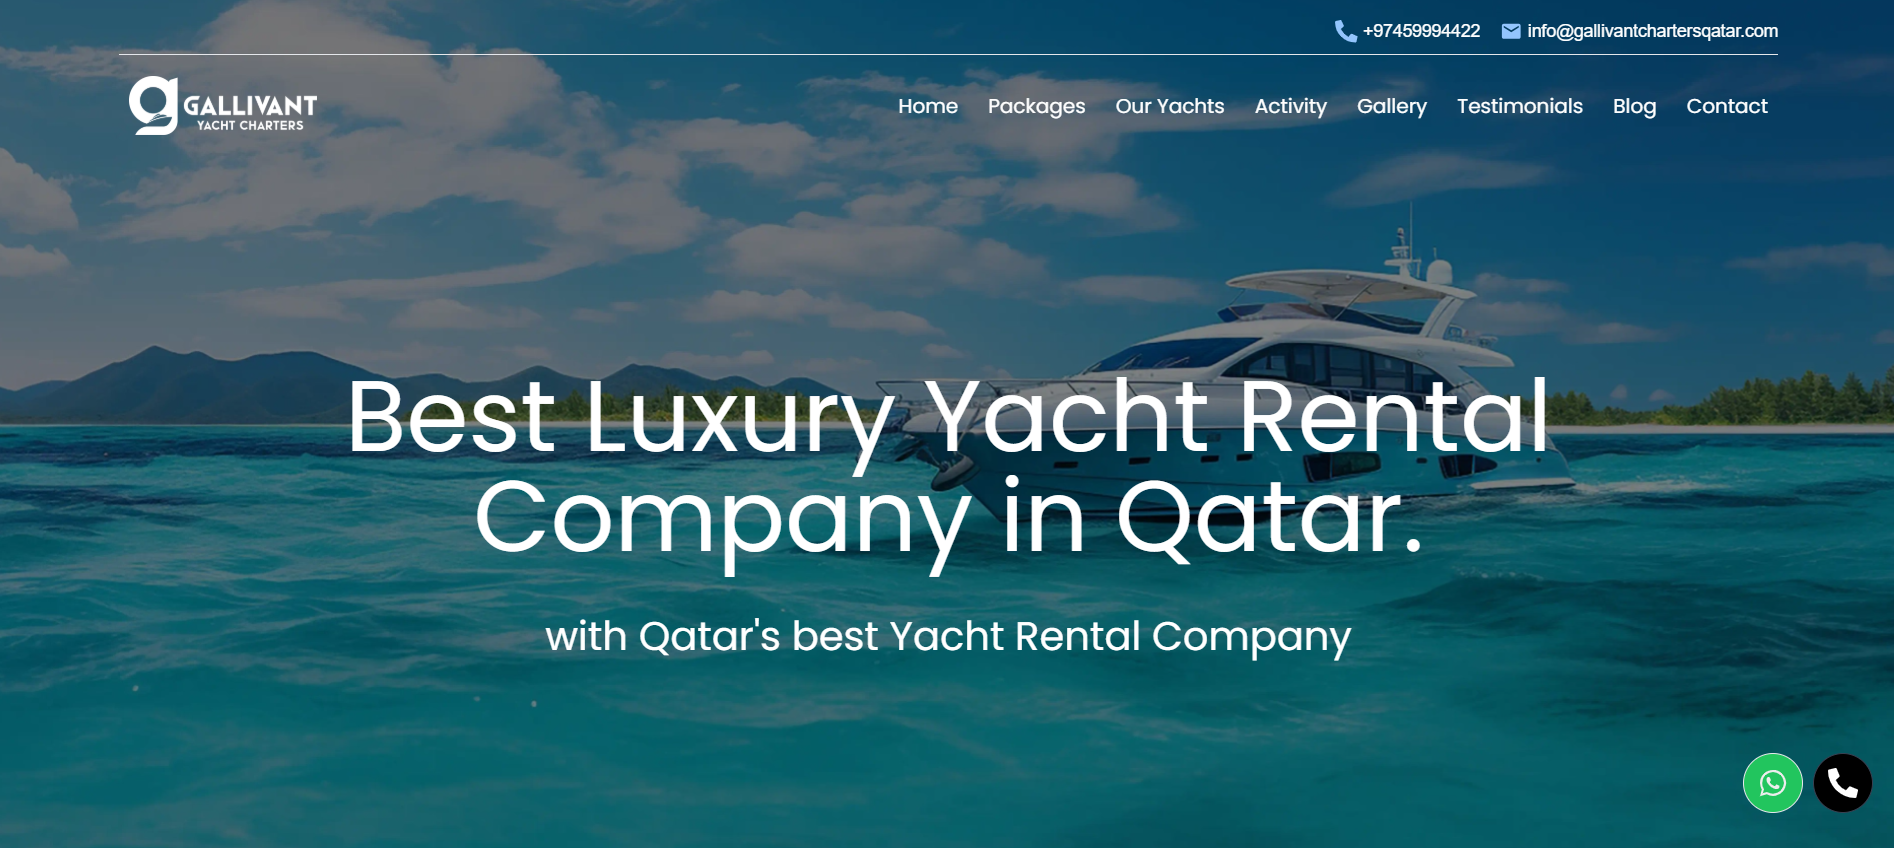 +97459994422 info@gallivantchartersqatar.com
GALLIVANT
YACHT CHARTERS
Home Packages Our Yachts Activity Gallery Testimonials Blog Contact
Best Luxury Yacht Rental
Company in Qatar.
with Qatar's best Yacht Rental Company